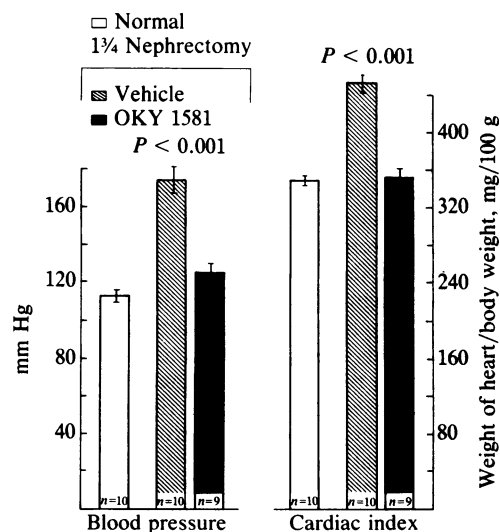 Normal
1¾ Nephrectomy
Vehicle
OKY 1581
P < 0.001
P < 0.001
mm Hg
160
120
80
40
n=10
n=10
n=9
Blood pressure
n=10
n=10
n=9
Cardiac index
400
320
240
160
80
Weight of heart/body weight, mg/100 g